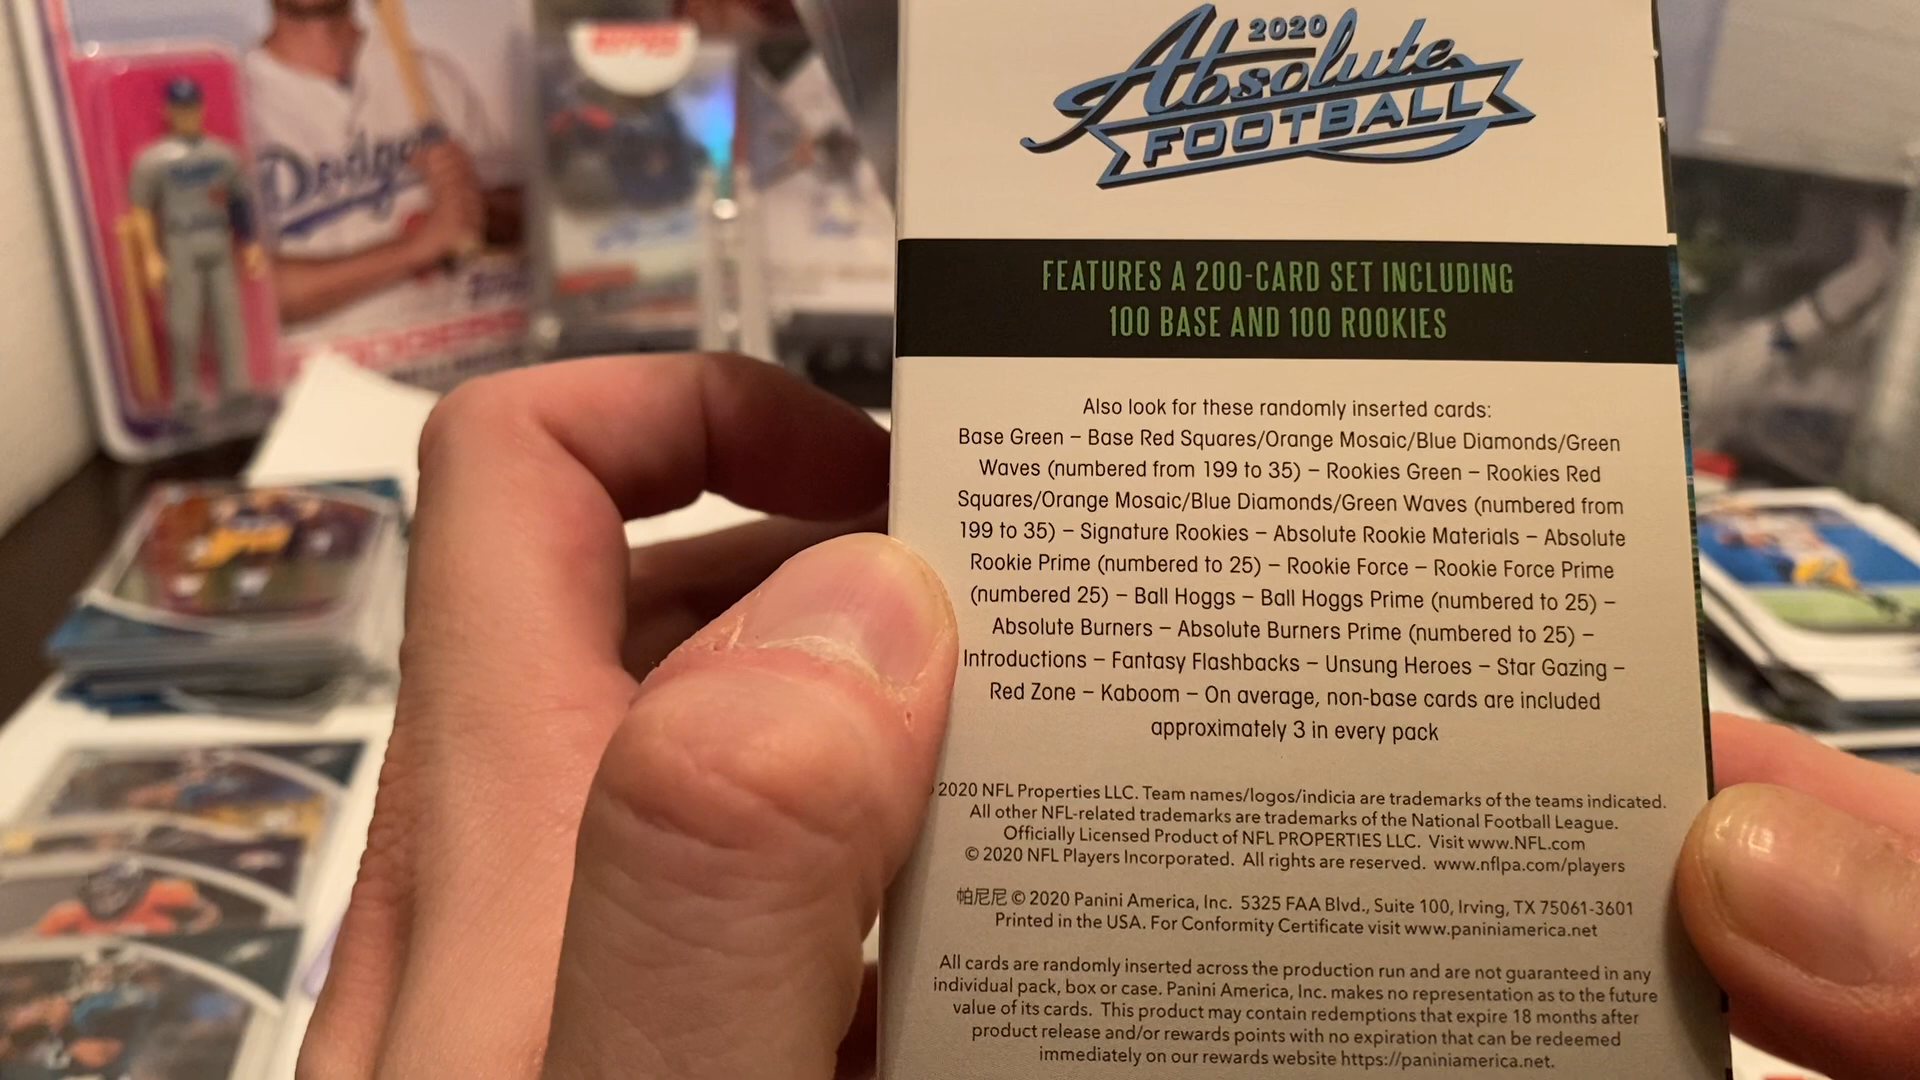 Dodgers
2020
Absolute
FOOTBALL
FEATURES A 200-CARD SET INCLUDING
100 BASE AND 100 ROOKIES
Also look for these randomly inserted cards:
Base Green – Base Red Squares/Orange Mosaic/Blue Diamonds/Green
Waves (numbered from 199 to 35) – Rookies Green – Rookies Red
Squares/Orange Mosaic/Blue Diamonds/Green Waves (numbered from
199 to 35) – Signature Rookies – Absolute Rookie Materials – Absolute
Rookie Prime (numbered to 25) – Rookie Force – Rookie Force Prime
(numbered 25) – Ball Hoggs – Ball Hoggs Prime (numbered to 25) –
Absolute Burners – Absolute Burners Prime (numbered to 25) –
Introductions – Fantasy Flashbacks – Unsung Heroes – Star Gazing –
Red Zone – Kaboom – On average, non-base cards are included
approximately 3 in every pack
2020 NFL Properties LLC. Team names/logos/indicia are trademarks of the teams indicated.
All other NFL-related trademarks are trademarks of the National Football League.
Officially Licensed Product of NFL PROPERTIES LLC. Visit www.NFL.com
© 2020 NFL Players Incorporated. All rights are reserved. www.nflpa.com/players
帕尼尼 © 2020 Panini America, Inc. 5325 FAA Blvd., Suite 100, Irving, TX 75061-3601
Printed in the USA. For Conformity Certificate visit www.paniniamerica.net
All cards are randomly inserted across the production run and are not guaranteed in any
individual pack, box or case. Panini America, Inc. makes no representation as to the future
value of its cards. This product may contain redemptions that expire 18 months after
product release and/or rewards points with no expiration that can be redeemed
immediately on our rewards website https://paniniamerica.net.